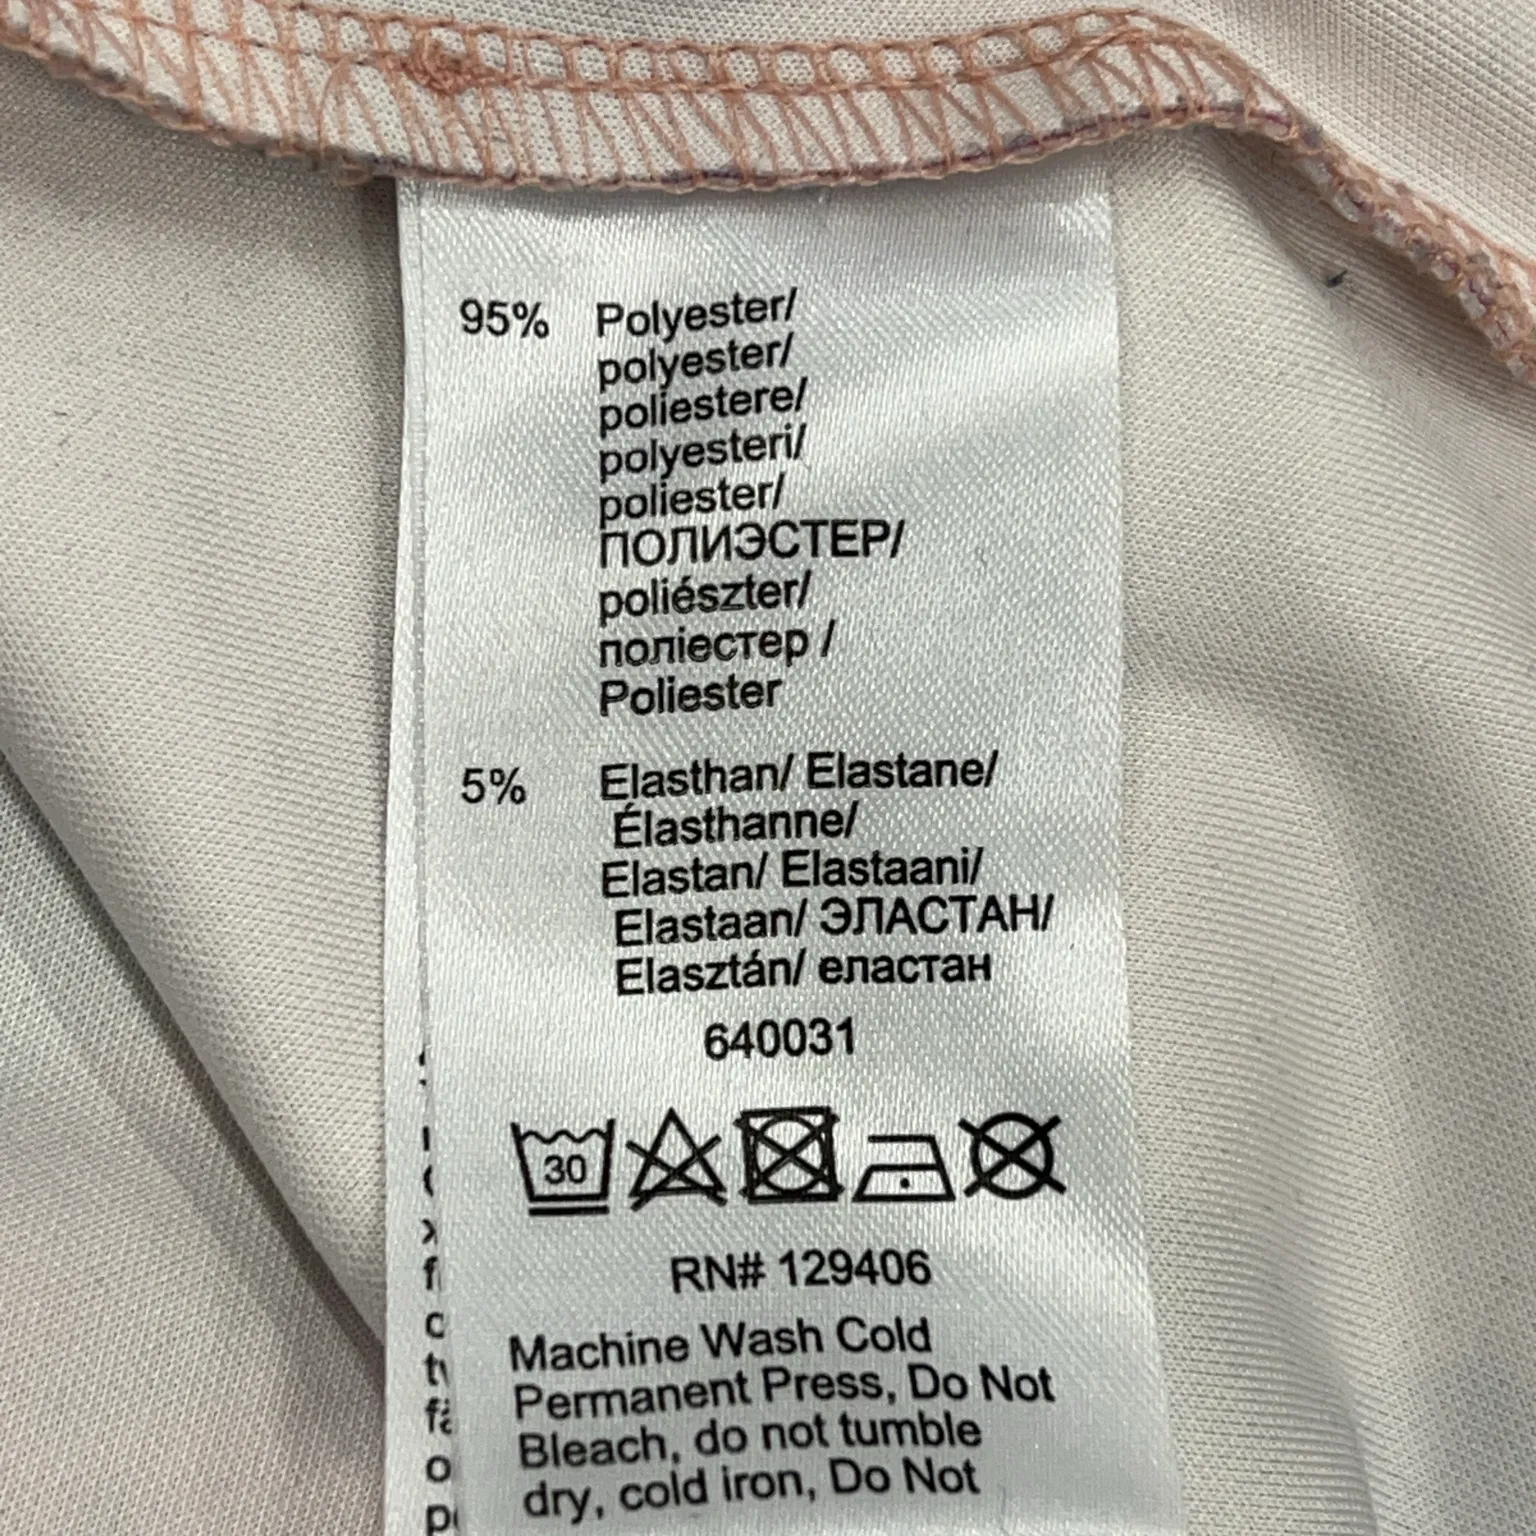 95% Polyester/
polyester/
poliestere/
polyesteri/
poliester/
ПОЛИЭСТЕР/
poliészter/
поліестер /
Poliester
5% Elasthan/ Elastane/
Élasthanne/
Elastan/ Elastaani/
Elastaan/ ЭЛАСТАН/
Elasztán/ еластан
640031
30
RN# 129406
Machine Wash Cold
Permanent Press, Do Not
Bleach, do not tumble
dry, cold iron, Do Not